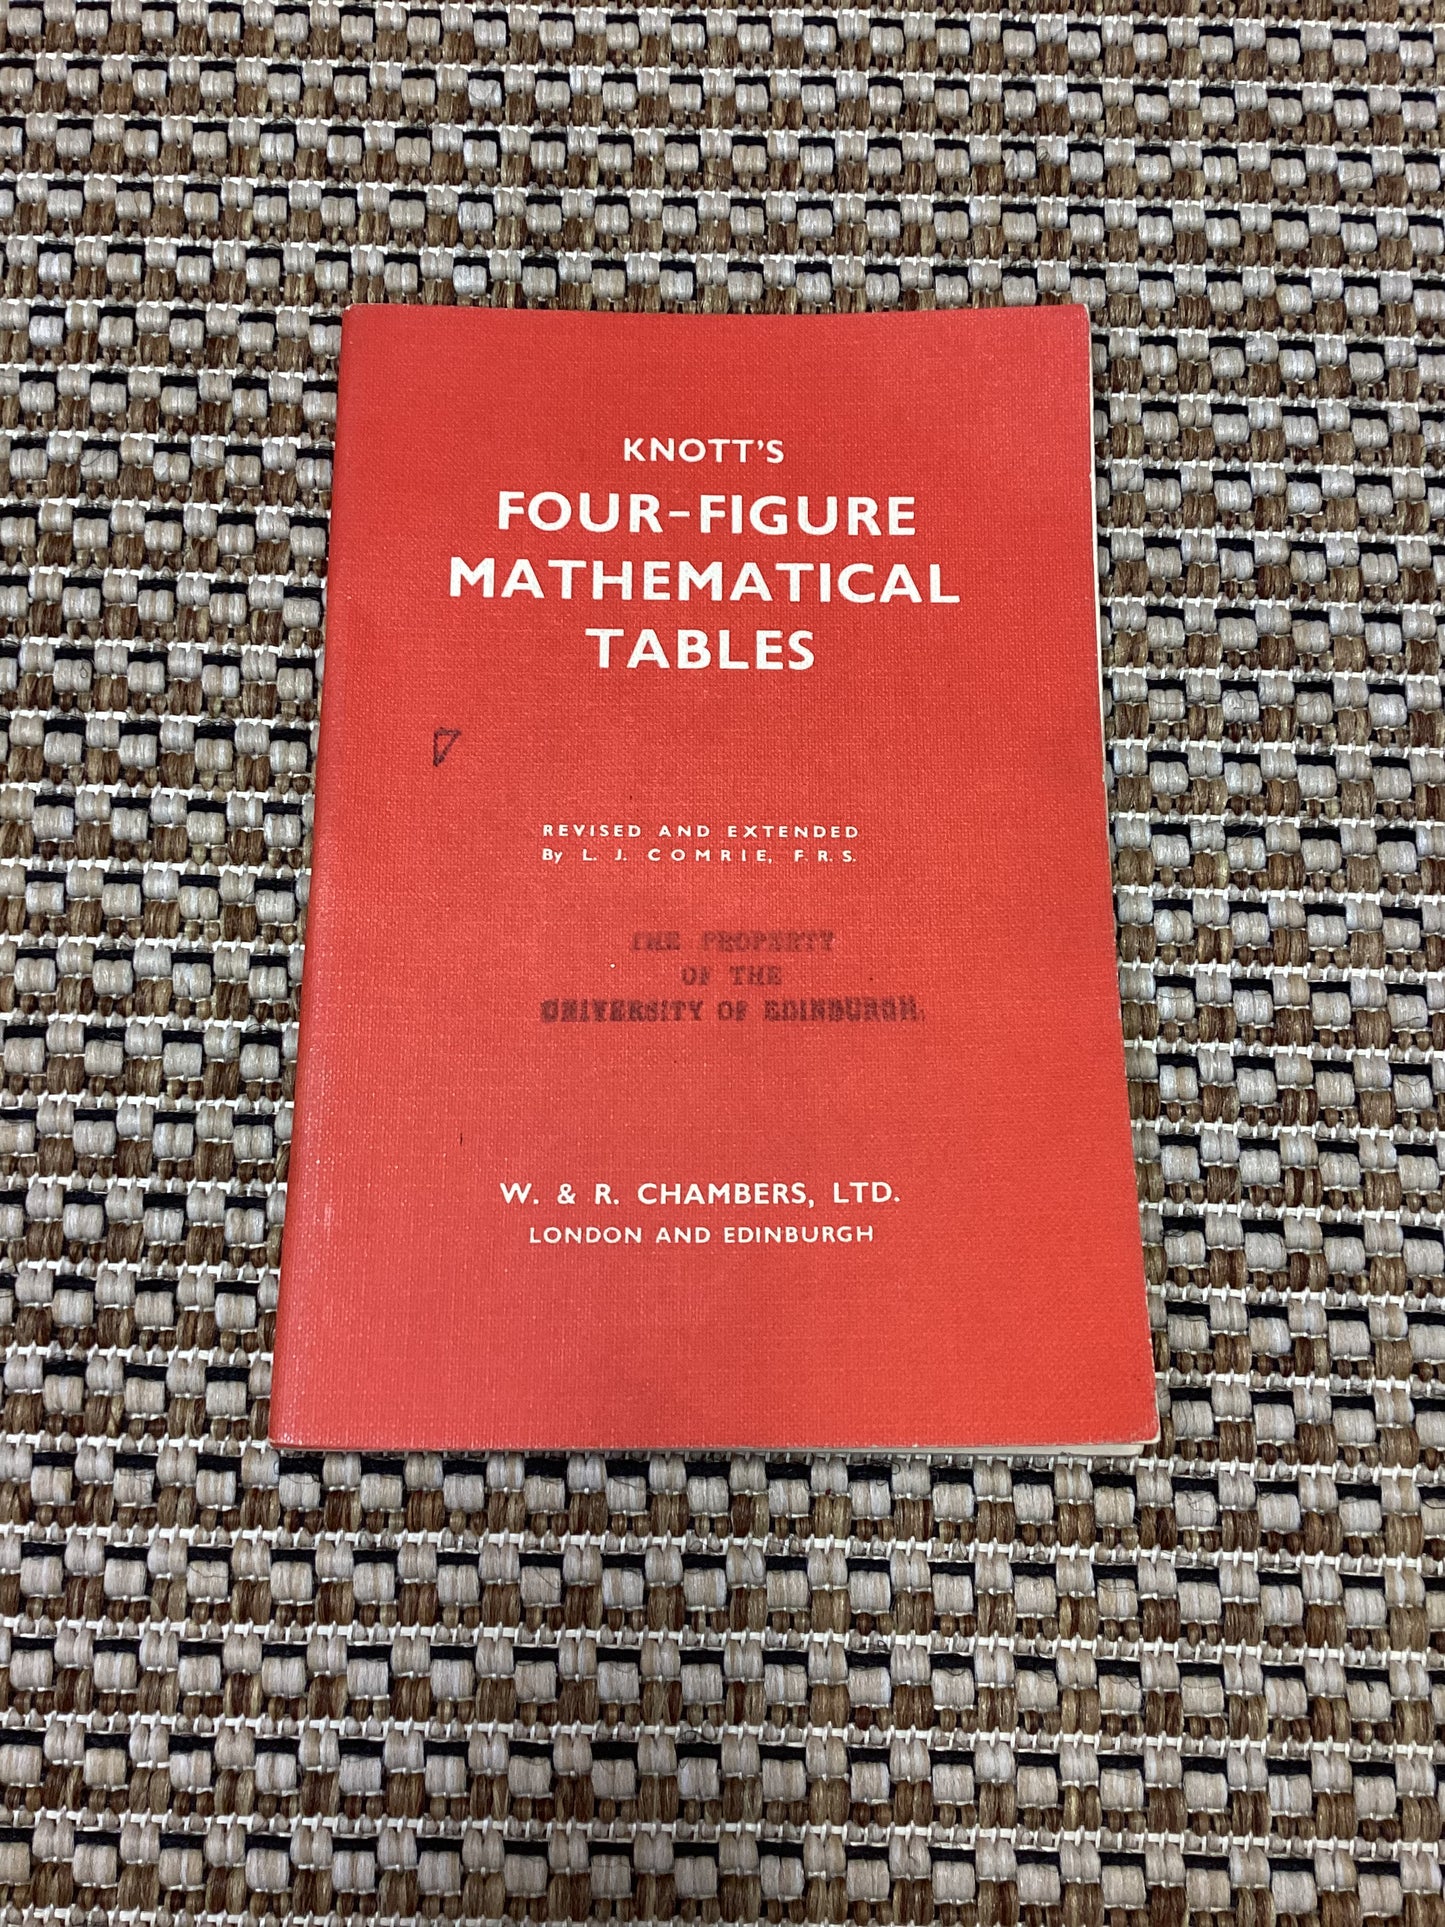 KNOTT'S
FOUR-FIGURE
MATHEMATICAL
TABLES
REVISED AND EXTENDED
By L. J. COMRIE, F.R.S.
THE PROPERTY
OF THE
UNIVERSITY OF EDINBURGH.
W. & R. CHAMBERS, LTD.
LONDON AND EDINBURGH